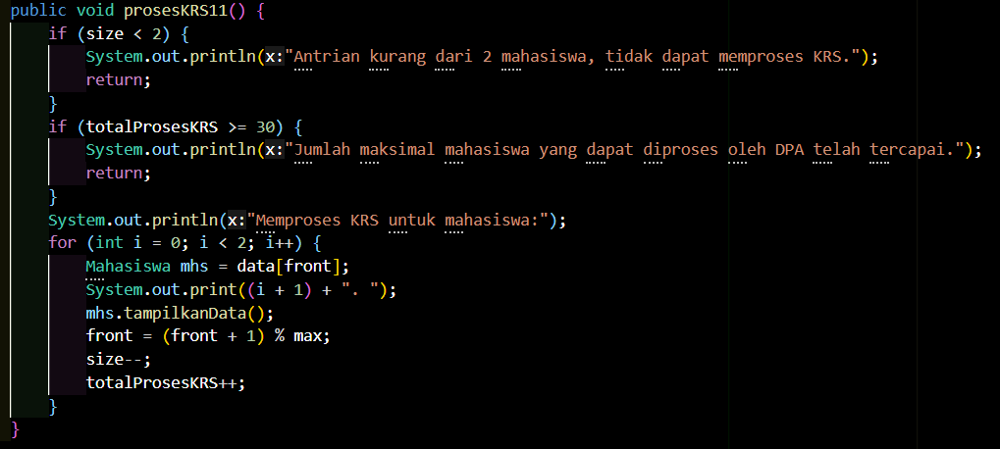 public void prosesKRS11() {
    if (size < 2) {
        System.out.println(x:"Antrian kurang dari 2 mahasiswa, tidak dapat memproses KRS.");
        return;
    }
    if (totalProsesKRS >= 30) {
        System.out.println(x:"Jumlah maksimal mahasiswa yang dapat diproses oleh DPA telah tercapai.");
        return;
    }
    System.out.println(x:"Memproses KRS untuk mahasiswa:");
    for (int i = 0; i < 2; i++) {
        Mahasiswa mhs = data[front];
        System.out.print((i + 1) + ". ");
        mhs.tampilkanData();
        front = (front + 1) % max;
        size--;
        totalProsesKRS++;
    }
}